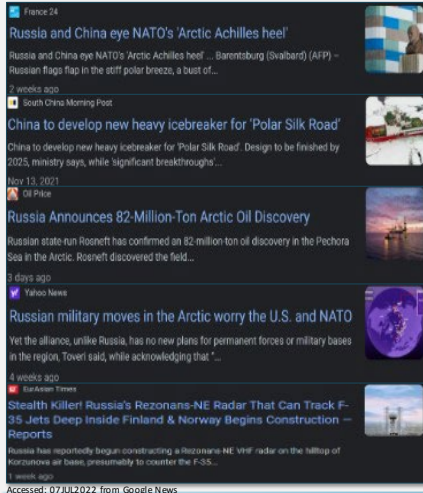 France 24
Russia and China eye NATO's 'Arctic Achilles heel'
Russia and China eye NATO's 'Arctic Achilles heel' ... Barentsburg (Svalbard) (AFP) –
Russian flags flap in the stiff polar breeze, a bust of...
2 weeks ago
South China Morning Post
China to develop new heavy icebreaker for 'Polar Silk Road'
China to develop new heavy icebreaker for 'Polar Silk Road'. Design to be finished by
2025, ministry says, while 'significant breakthroughs'...
Nov 13, 2021
Oil Price
Russia Announces 82-Million-Ton Arctic Oil Discovery
Russian state-run Rosneft has confirmed an 82-million-ton oil discovery in the Pechora
Sea in the Arctic. Rosneft discovered the field...
3 days ago
Yahoo News
Russian military moves in the Arctic worry the U.S. and NATO
Yet the alliance, unlike Russia, has no new plans for permanent forces or military bases
in the region, Toveri said, while acknowledging that "...
4 weeks ago
EurAsian Times
Stealth Killer! Russia's Rezonans-NE Radar That Can Track F-
35 Jets Deep Inside Finland & Norway Begins Construction —
Reports
Russia has reportedly begun constructing a Rezonans-NE VHF radar on the hilltop of
Korzunova air base, presumably to counter the F-35...
1 week ago
Accessed: 07JUL2022 from Google News